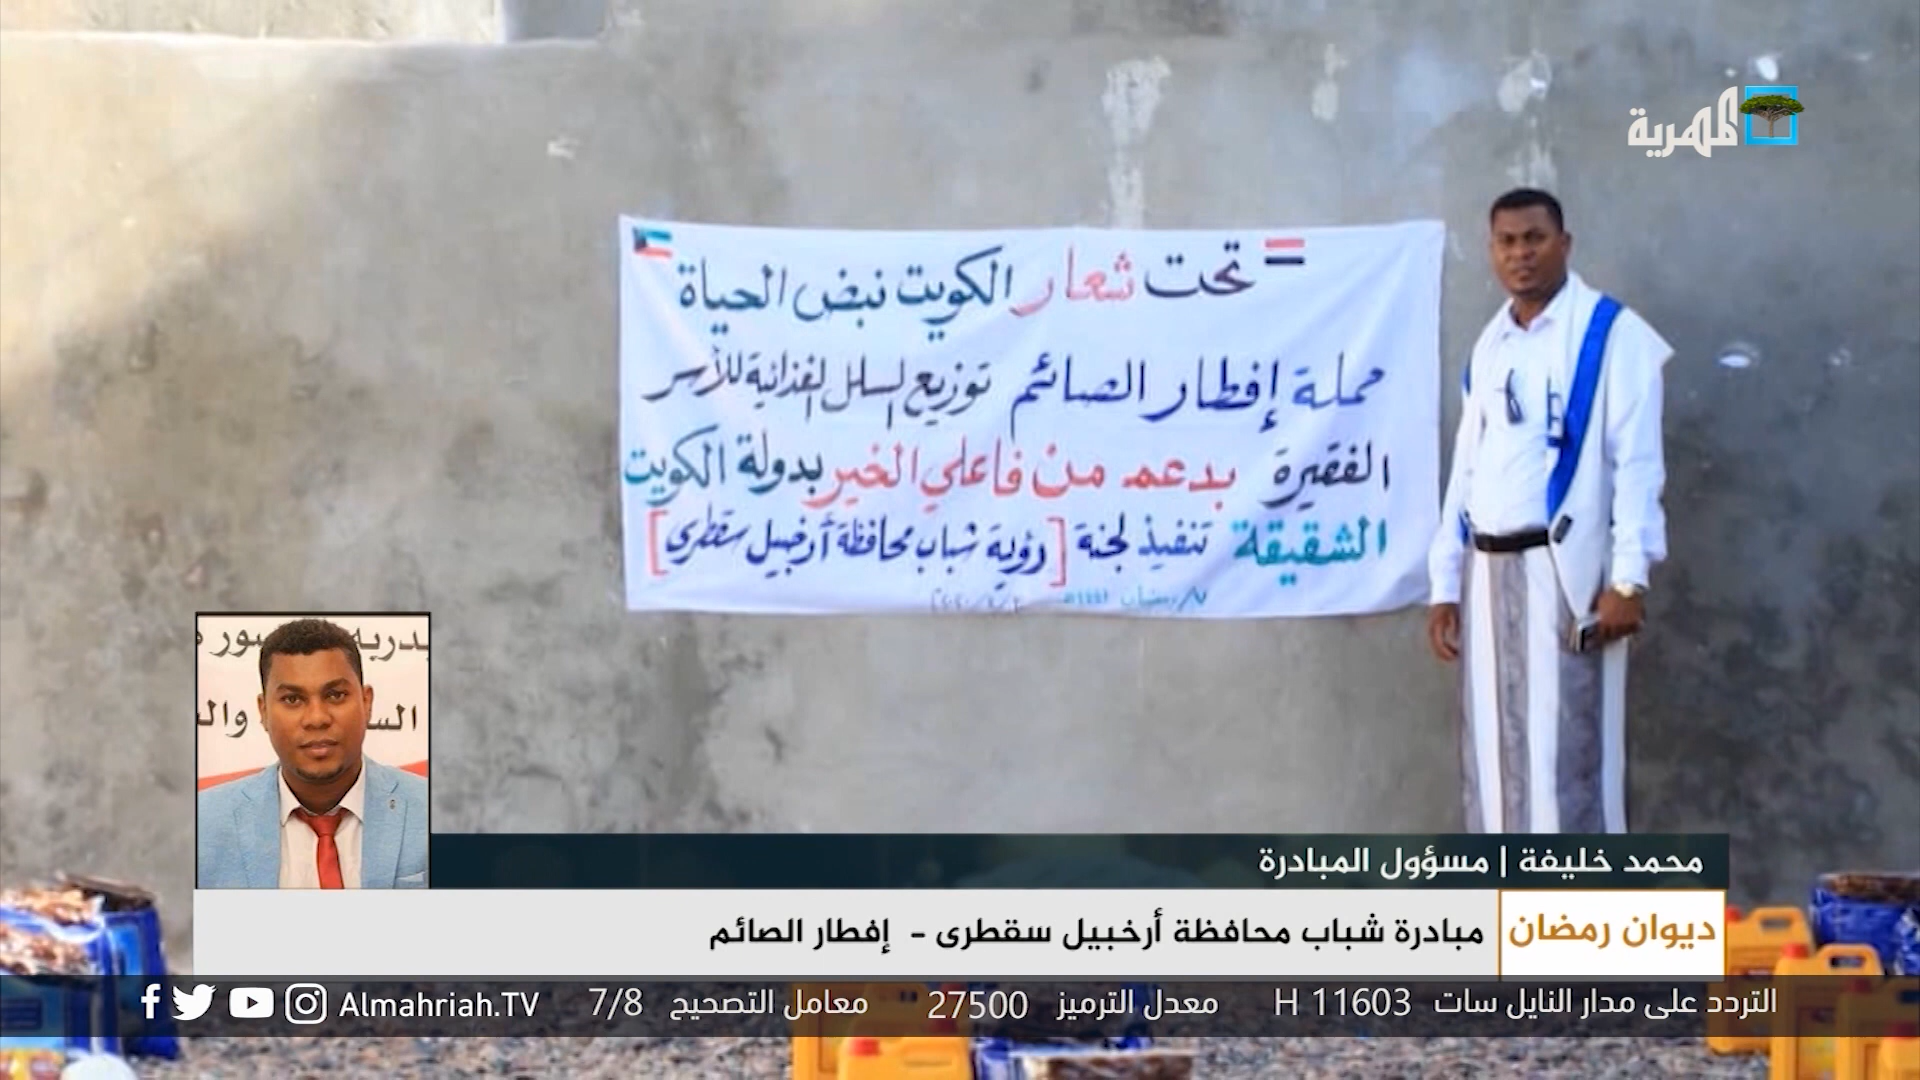 المهرية
تحت شعار الكويت نبض الحياة
حملة إفطار الصائم توزيع السلل الغذائية للأسر
الفقيرة بدعم من فاعلي الخير بدولة الكويت
الشقيقة تنفيذ لجنة [رؤية شباب محافظة أرخبيل سقطرى]
محمد خليفة | مسؤول المبادرة
ديوان رمضان
مبادرة شباب محافظة أرخبيل سقطرى - إفطار الصائم
التردد على مدار النايل سات H 11603 معدل الترميز 27500 معامل التصحيح 7/8 Almahriah.TV